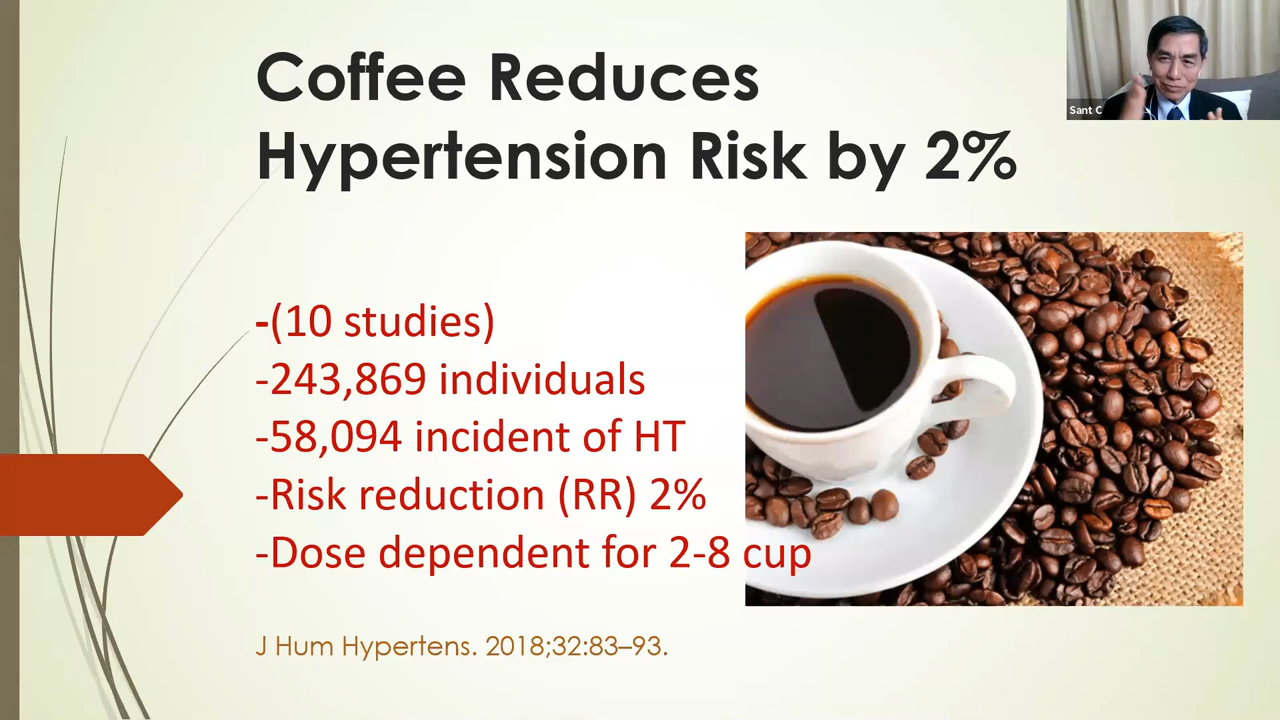 Coffee Reduces
Hypertension Risk by 2%
Sant C
-(10 studies)
-243,869 individuals
-58,094 incident of HT
-Risk reduction (RR) 2%
-Dose dependent for 2-8 cup
J Hum Hypertens. 2018;32:83–93.